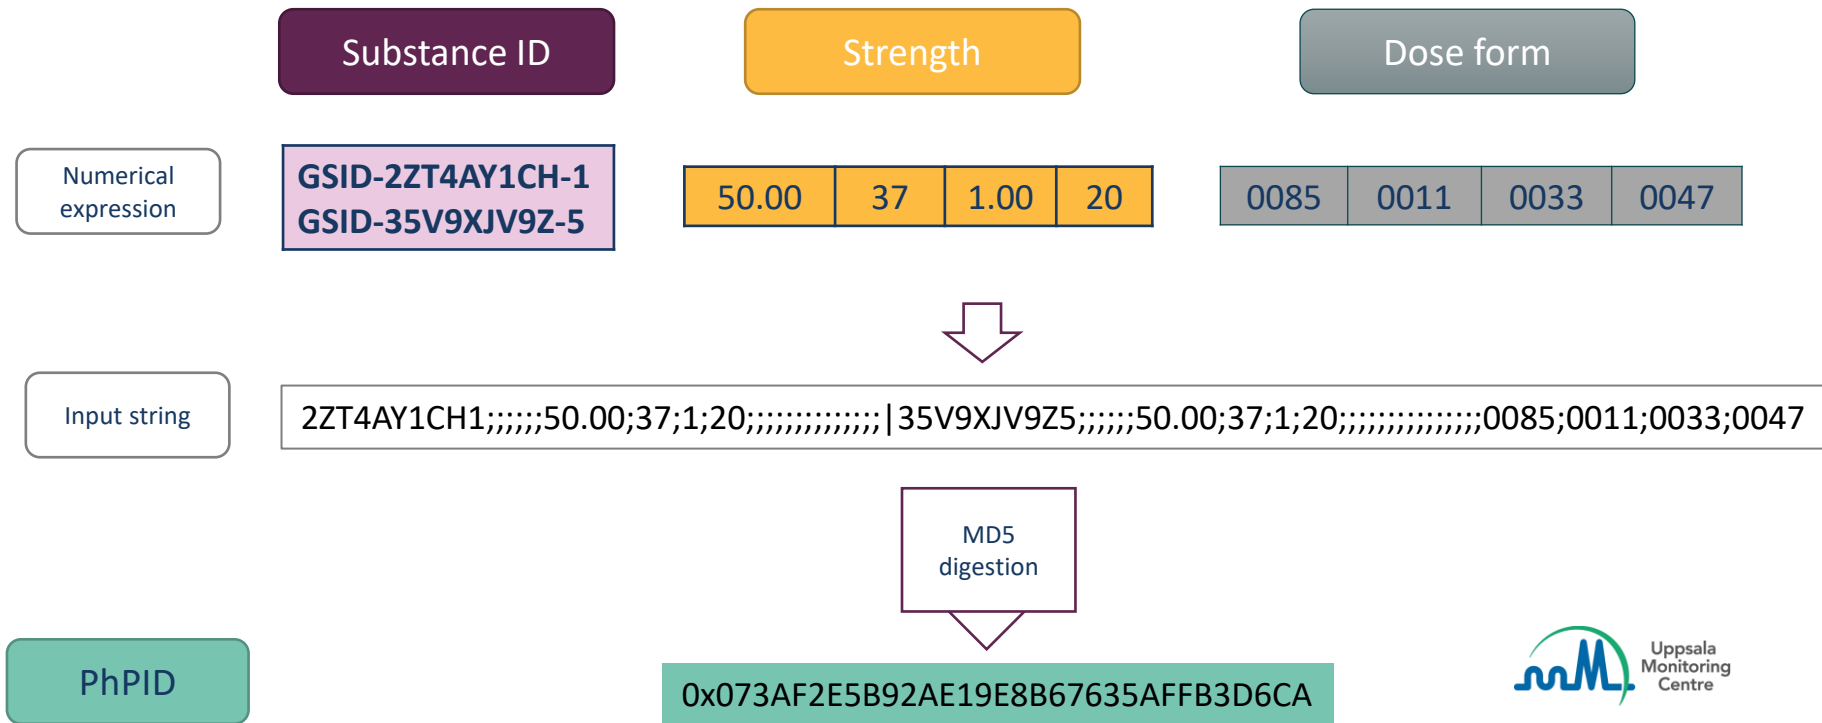 Substance ID
Strength
Dose form
Numerical
expression
GSID-2ZT4AY1CH-1
GSID-35V9XJV9Z-5
50.00 37 1.00 20
0085 0011 0033 0047
Input string
2ZT4AY1CH1;;;;;;50.00;37;1;20;;;;;;;;;;;;;;|35V9XJV9Z5;;;;;;50.00;37;1;20;;;;;;;;;;;;;;;0085;0011;0033;0047
MD5
digestion
PhPID
0x073AF2E5B92AE19E8B67635AFFB3D6CA
Uppsala
Monitoring
Centre